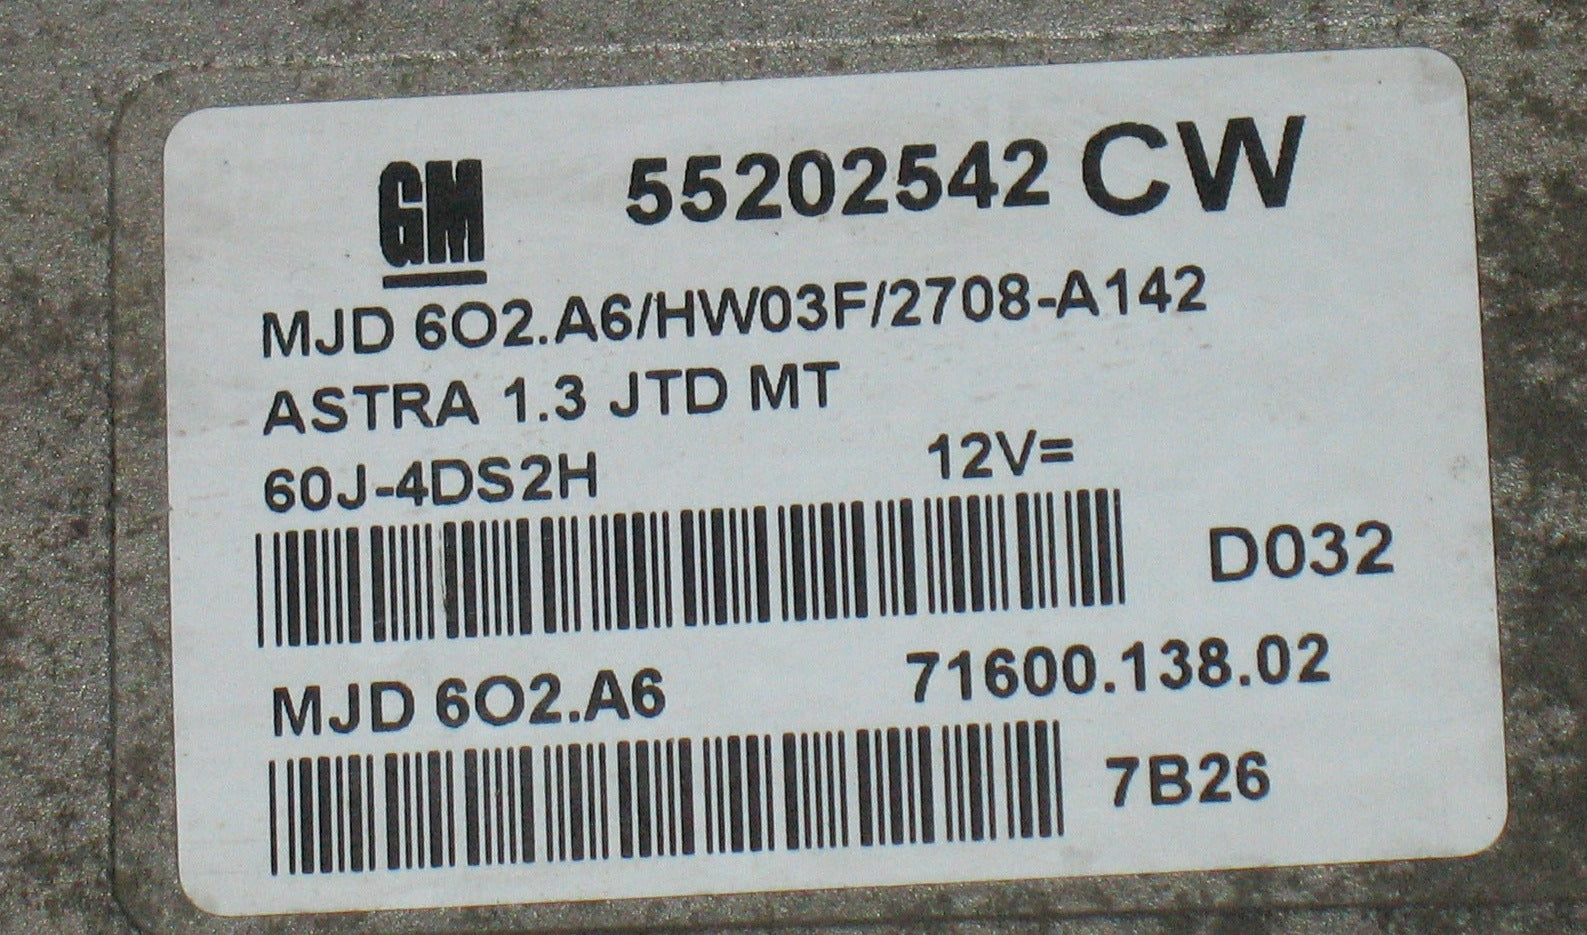 GM 55202542 CW
MJD 6O2.A6/HW03F/2708-A142
ASTRA 1.3 JTD MT
60J-4DS2H 12V=
D032
MJD 6O2.A6 71600.138.02
7B26